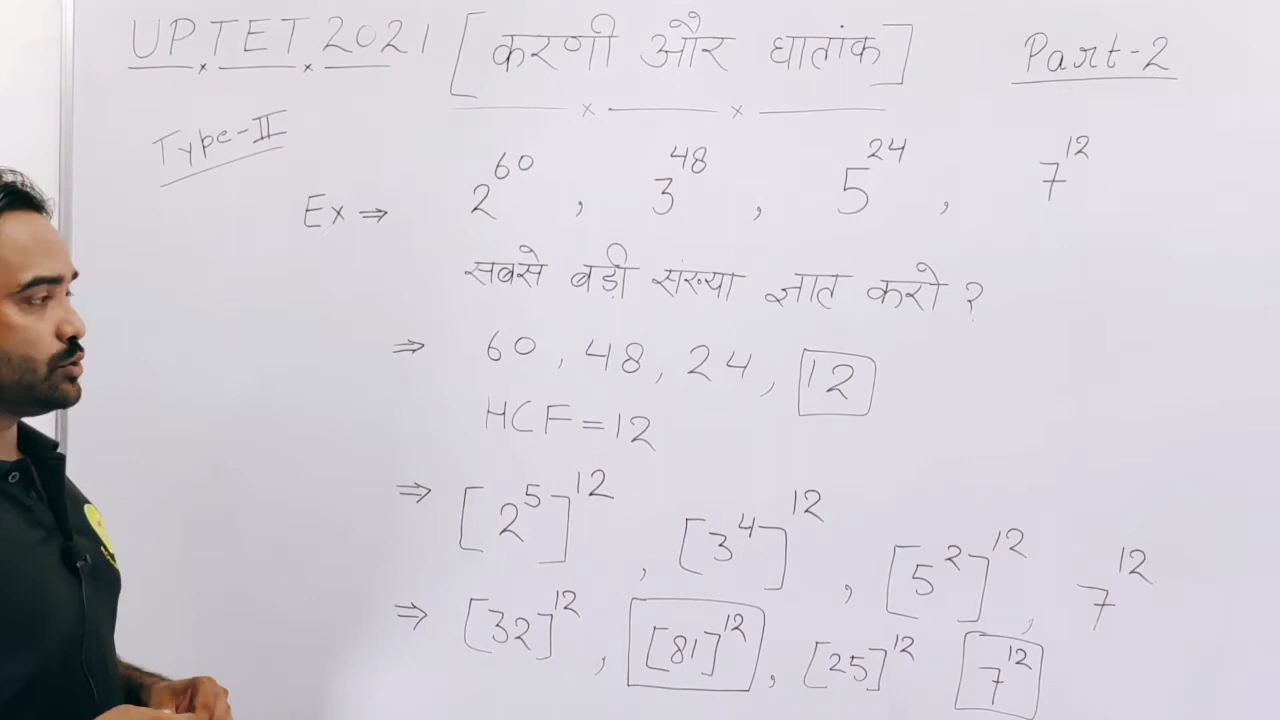 UPTET 2021 [करणी और घातांक] Part-2
Type-II
Ex ⇒ 2^60 , 3^48 , 5^24 , 7^12
सबसे बड़ी संख्या ज्ञात करो ?
⇒ 60 , 48 , 24 , 12
HCF = 12
⇒ [2^5]^12 , [3^4]^12 , [5^2]^12 , 7^12
⇒ [32]^12 , [81]^12 , [25]^12 7^12